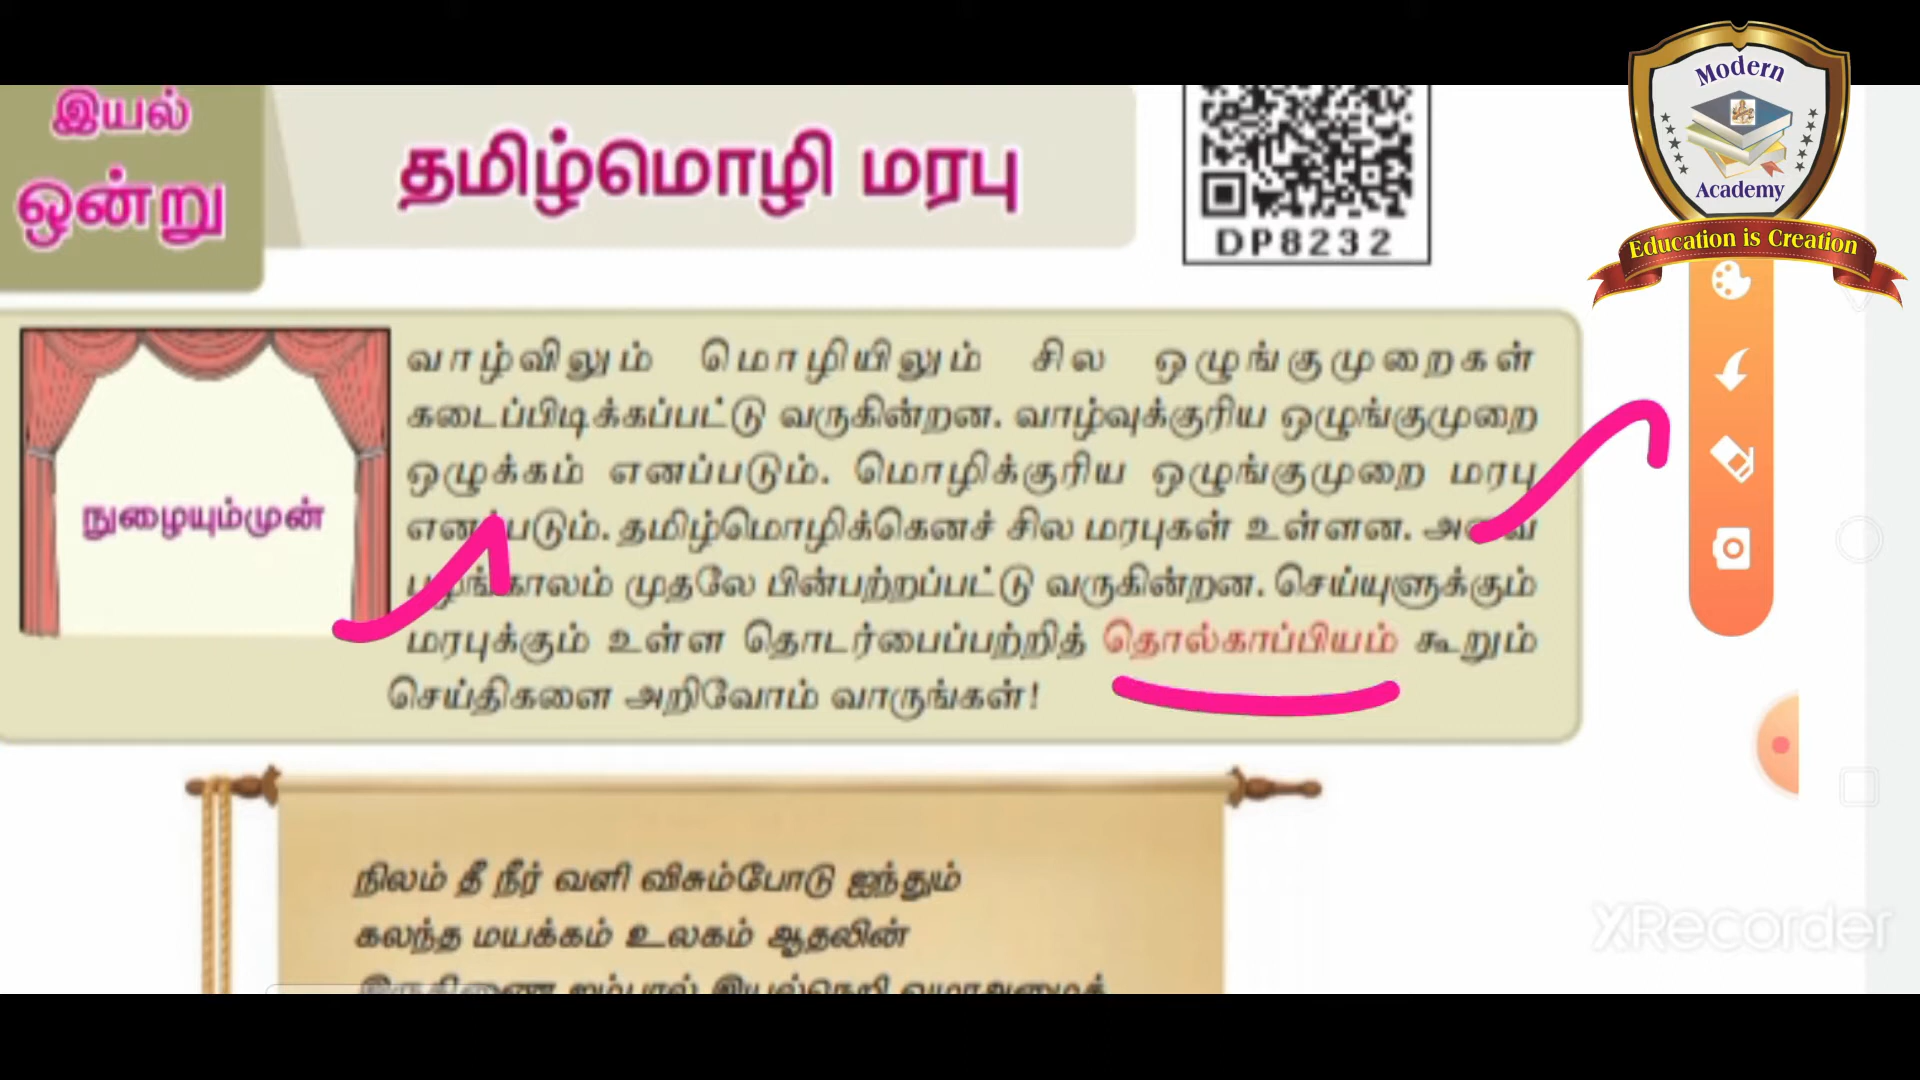 இயல்
ஒன்று
தமிழ்மொழி மரபு
DP8232
Modern
Academy
Education is Creation
நுழையும்முன்
வாழ்விலும் மொழியிலும் சில ஒழுங்குமுறைகள்
கடைப்பிடிக்கப்பட்டு வருகின்றன. வாழ்வுக்குரிய ஒழுங்குமுறை
ஒழுக்கம் எனப்படும். மொழிக்குரிய ஒழுங்குமுறை மரபு
எனப்படும். தமிழ்மொழிக்கெனச் சில மரபுகள் உள்ளன. அவை
பழங்காலம் முதலே பின்பற்றப்பட்டு வருகின்றன. செய்யுளுக்கும்
மரபுக்கும் உள்ள தொடர்பைப்பற்றித் தொல்காப்பியம் கூறும்
செய்திகளை அறிவோம் வாருங்கள்!
நிலம் தீ நீர் வளி விசும்போடு ஐந்தும்
கலந்த மயக்கம் உலகம் ஆதலின்
XRecorder